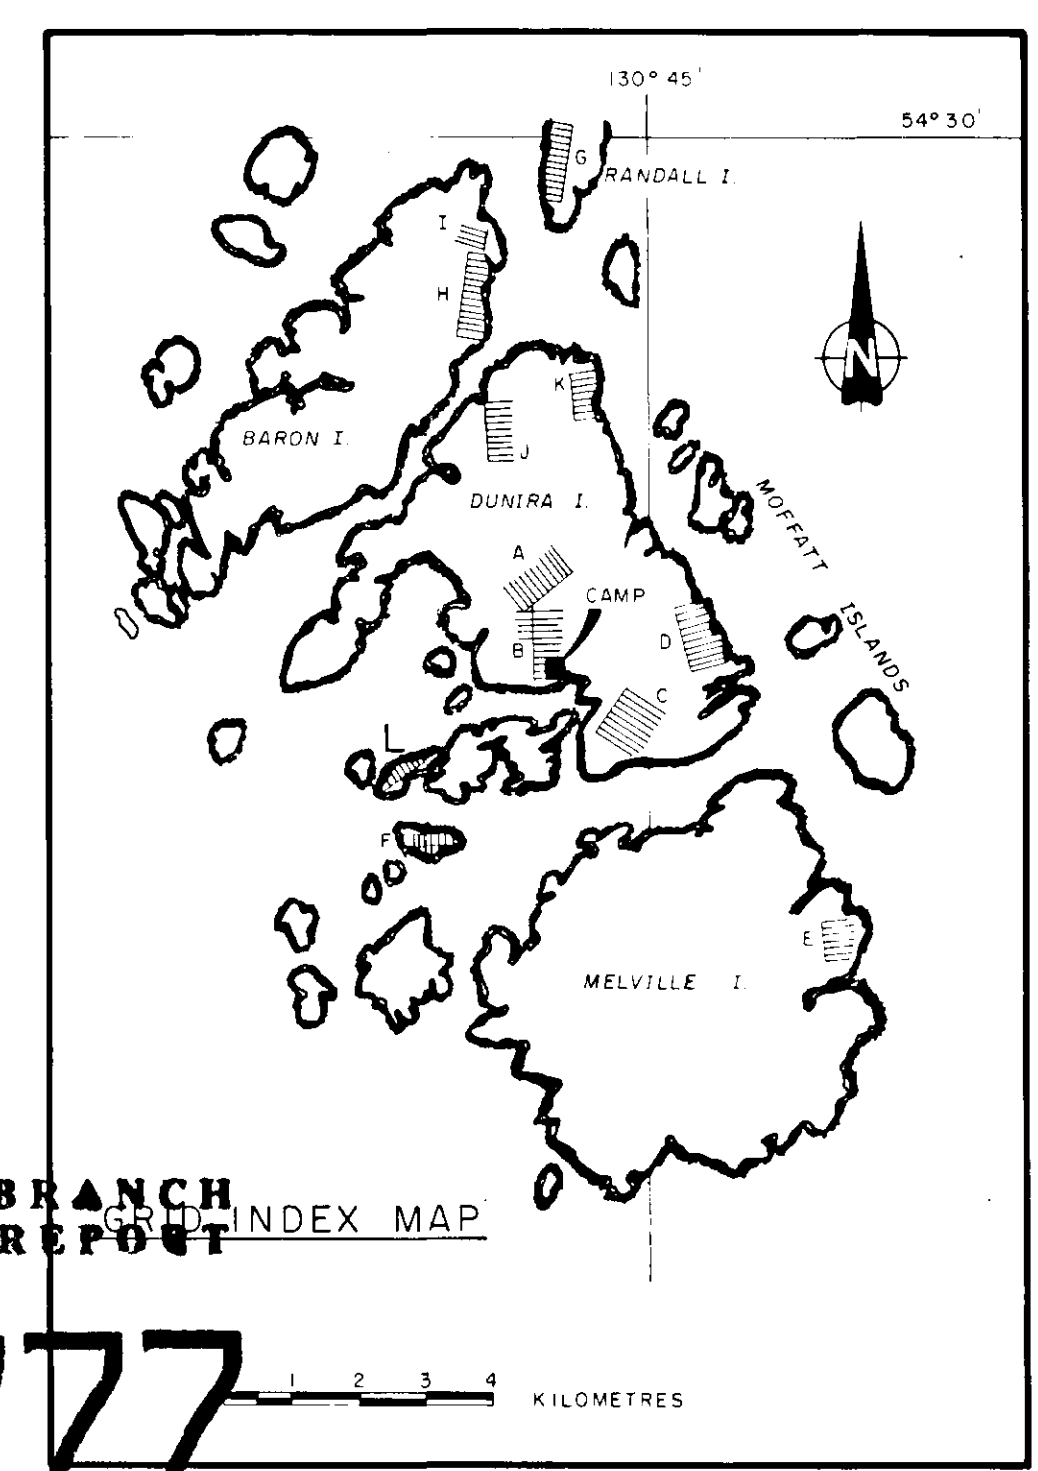 130° 45'
54° 30'
G
RANDALL I.
I
H
K
BARON I.
J
DUNIRA I.
MOFFATT
ISLANDS
A
CAMP
B
D
C
L
F
E
MELVILLE I.
N
BRANCH
GRID INDEX MAP
REPORT
77
1 2 3 4
KILOMETRES